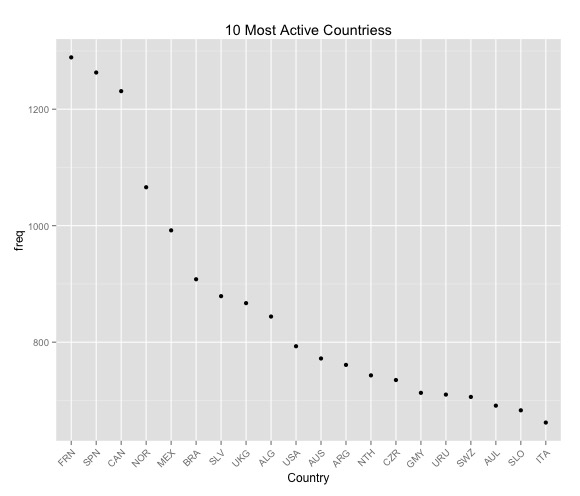 10 Most Active Countriess
1200
1000
800
freq
FRN SPN CAN NOR MEX BRA SLV UKG ALG USA AUS ARG NTH CZR GMY URU SWZ AUL SLO ITA
Country